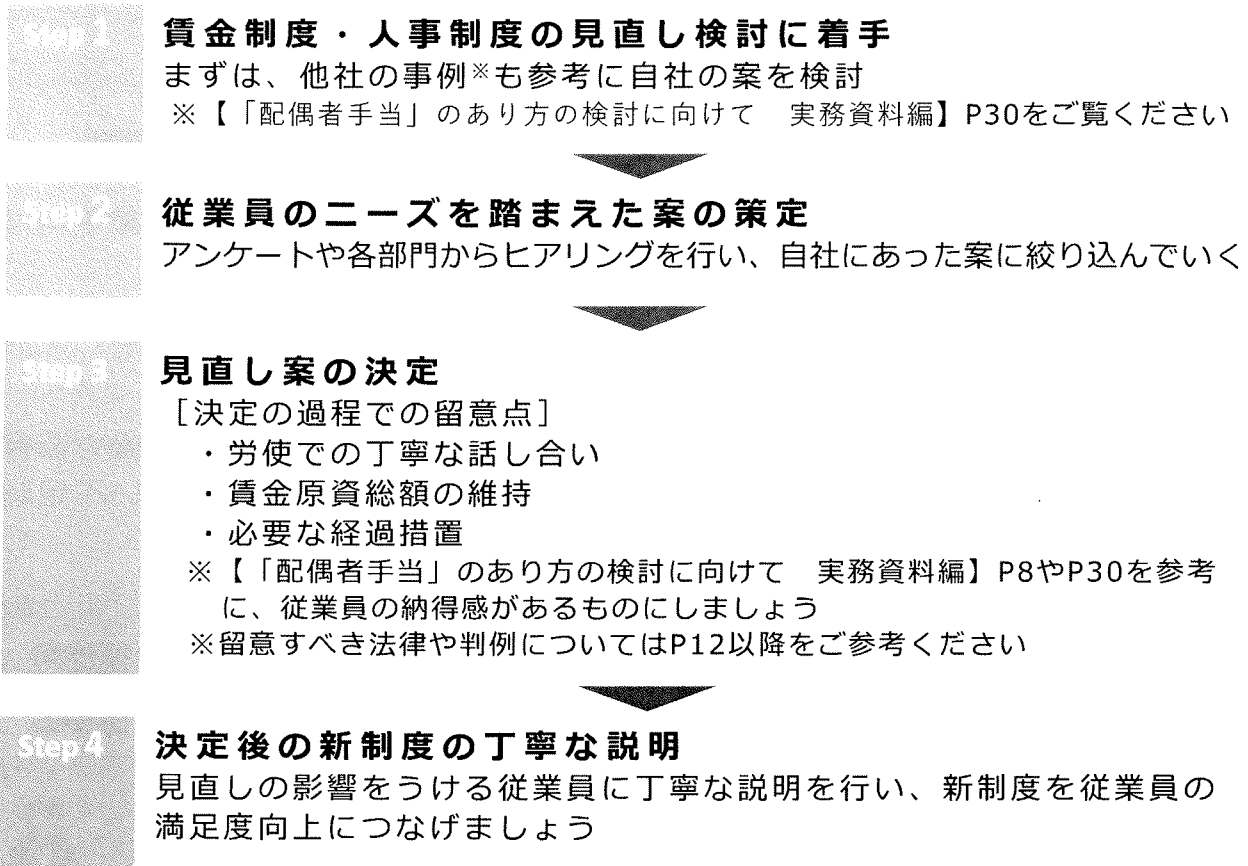 Step 1
賃金制度・人事制度の見直し検討に着手
まずは、他社の事例※も参考に自社の案を検討
※【「配偶者手当」のあり方の検討に向けて　実務資料編】P30をご覧ください
Step 2
従業員のニーズを踏まえた案の策定
アンケートや各部門からヒアリングを行い、自社にあった案に絞り込んでいく
Step 3
見直し案の決定
［決定の過程での留意点］
・労使での丁寧な話し合い
・賃金原資総額の維持
・必要な経過措置
※【「配偶者手当」のあり方の検討に向けて　実務資料編】P8やP30を参考
に、従業員の納得感があるものにしましょう
※留意すべき法律や判例についてはP12以降をご参考ください
Step 4
決定後の新制度の丁寧な説明
見直しの影響をうける従業員に丁寧な説明を行い、新制度を従業員の
満足度向上につなげましょう